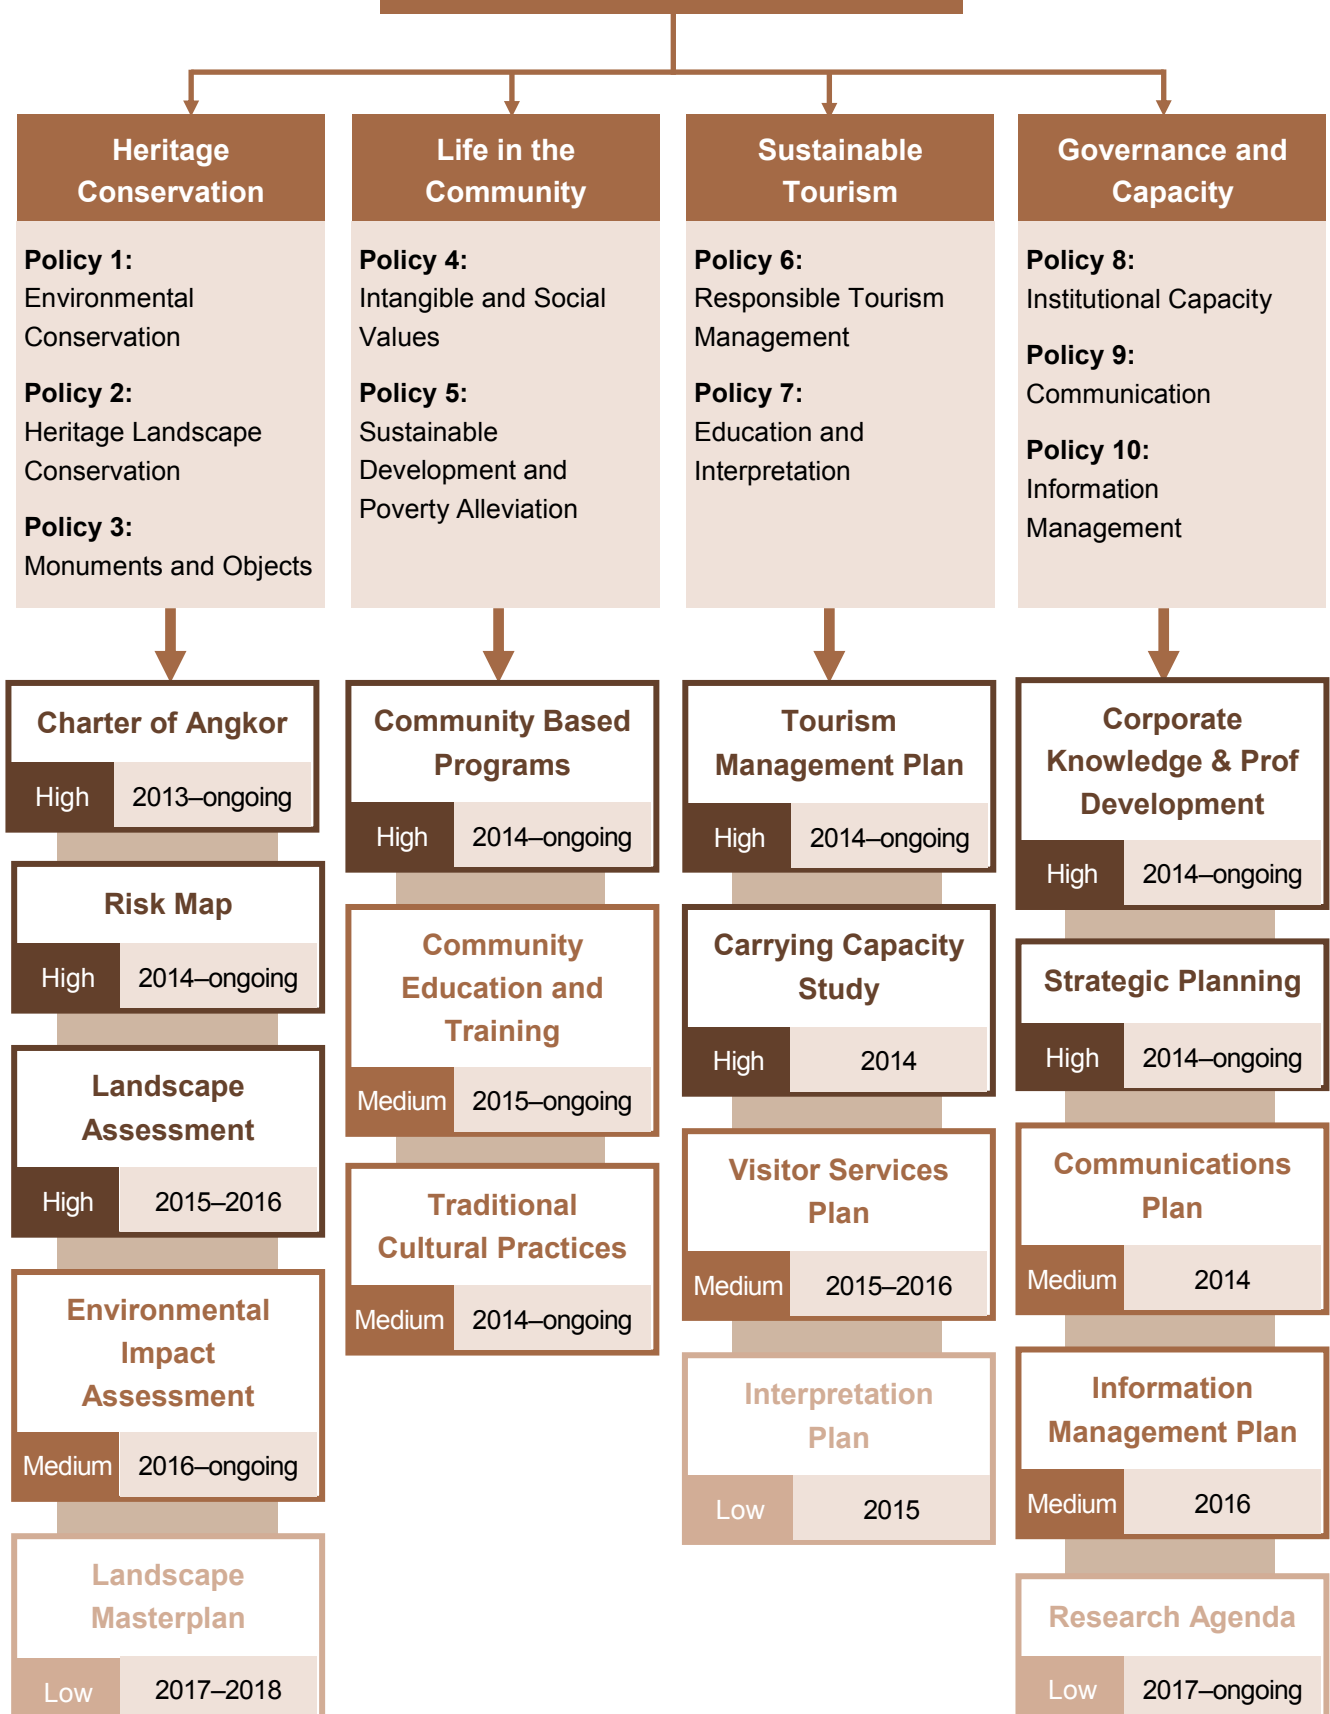 Heritage
Conservation
Policy 1:
Environmental
Conservation
Policy 2:
Heritage Landscape
Conservation
Policy 3:
Monuments and Objects
Charter of Angkor
High 2013–ongoing
Risk Map
High 2014–ongoing
Landscape
Assessment
High 2015–2016
Environmental
Impact
Assessment
Medium 2016–ongoing
Landscape
Masterplan
Low 2017–2018
Life in the
Community
Policy 4:
Intangible and Social
Values
Policy 5:
Sustainable
Development and
Poverty Alleviation
Community Based
Programs
High 2014–ongoing
Community
Education and
Training
Medium 2015–ongoing
Traditional
Cultural Practices
Medium 2014–ongoing
Sustainable
Tourism
Policy 6:
Responsible Tourism
Management
Policy 7:
Education and
Interpretation
Tourism
Management Plan
High 2014–ongoing
Carrying Capacity
Study
High 2014
Visitor Services
Plan
Medium 2015–2016
Interpretation
Plan
Low 2015
Governance and
Capacity
Policy 8:
Institutional Capacity
Policy 9:
Communication
Policy 10:
Information
Management
Corporate
Knowledge & Prof
Development
High 2014–ongoing
Strategic Planning
High 2014–ongoing
Communications
Plan
Medium 2014
Information
Management Plan
Medium 2016
Research Agenda
Low 2017–ongoing